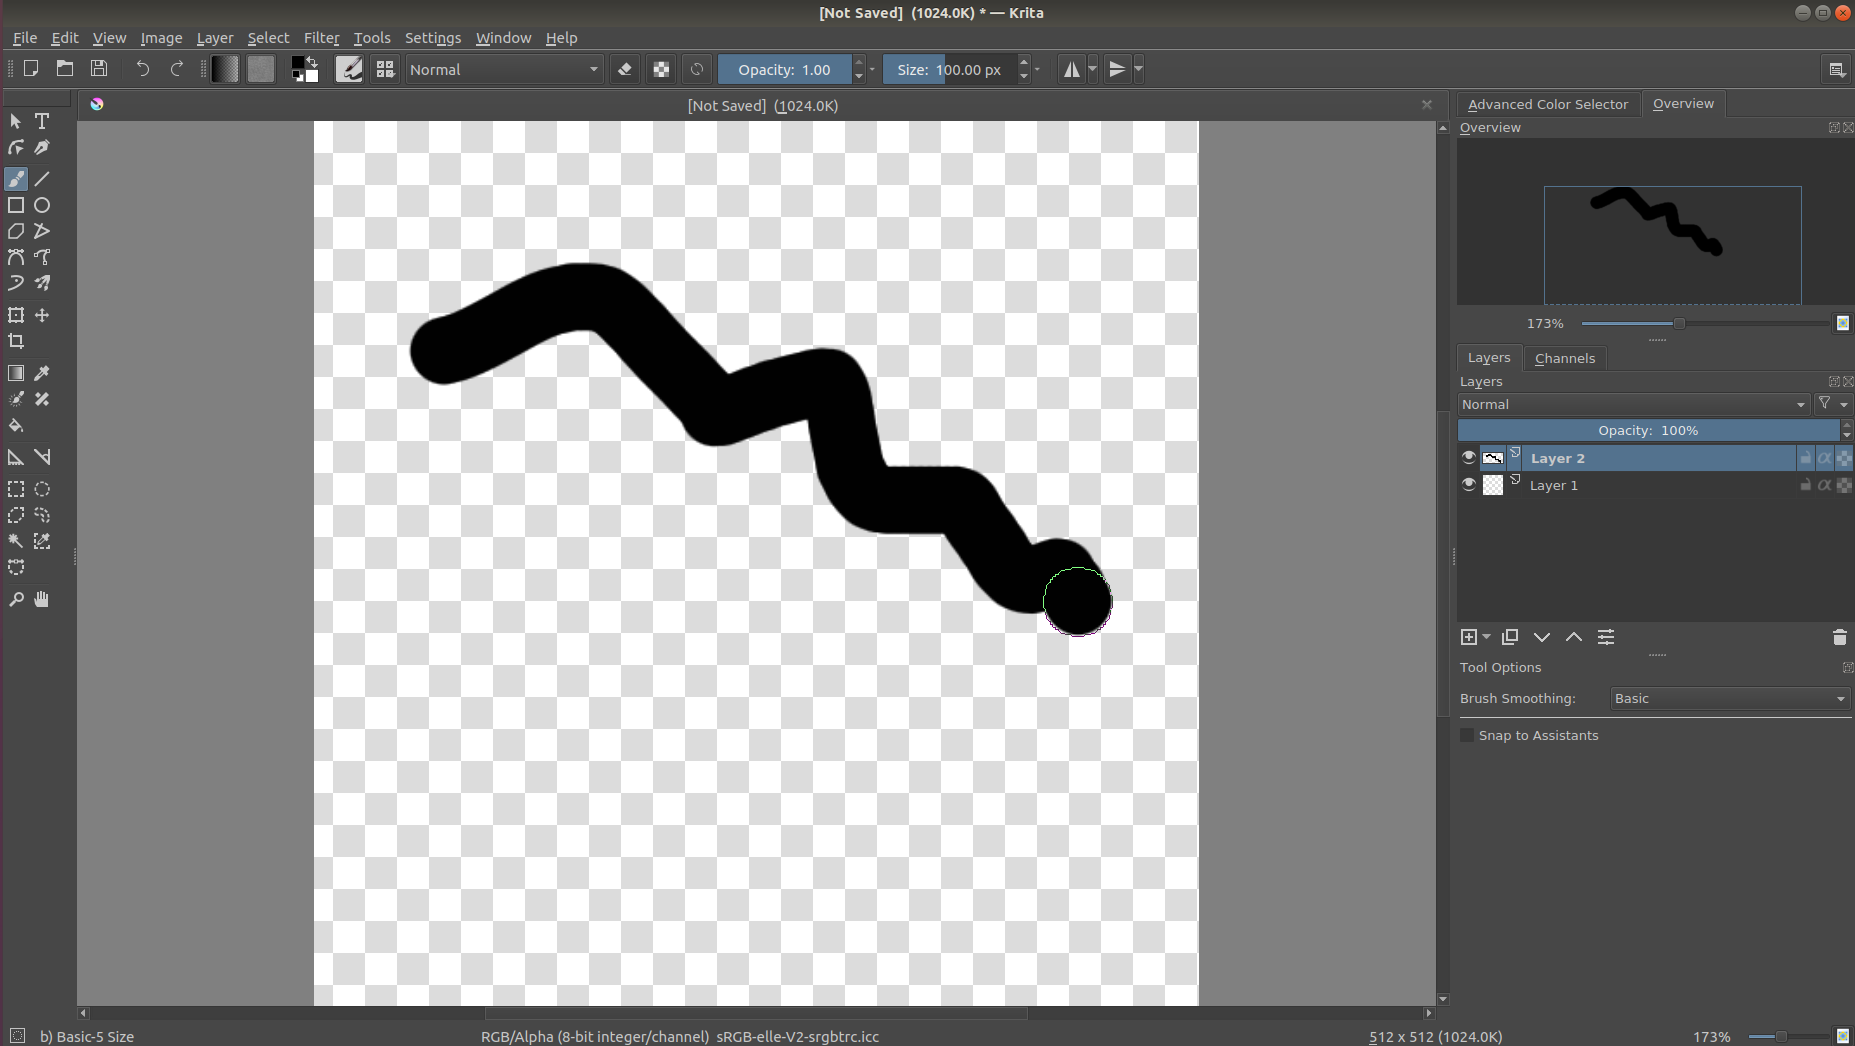 [Not Saved]  (1024.0K) * — Krita
File Edit View Image Layer Select Filter Tools Settings Window Help
Normal Opacity: 1.00 Size: 100.00 px
[Not Saved]  (1024.0K)
Advanced Color Selector Overview
Overview
173%
Layers Channels
Layers
Normal
Opacity: 100%
Layer 2
Layer 1
Tool Options
Brush Smoothing: Basic
Snap to Assistants
b) Basic-5 Size RGB/Alpha (8-bit integer/channel)  sRGB-elle-V2-srgbtrc.icc 512 x 512 (1024.0K) 173%